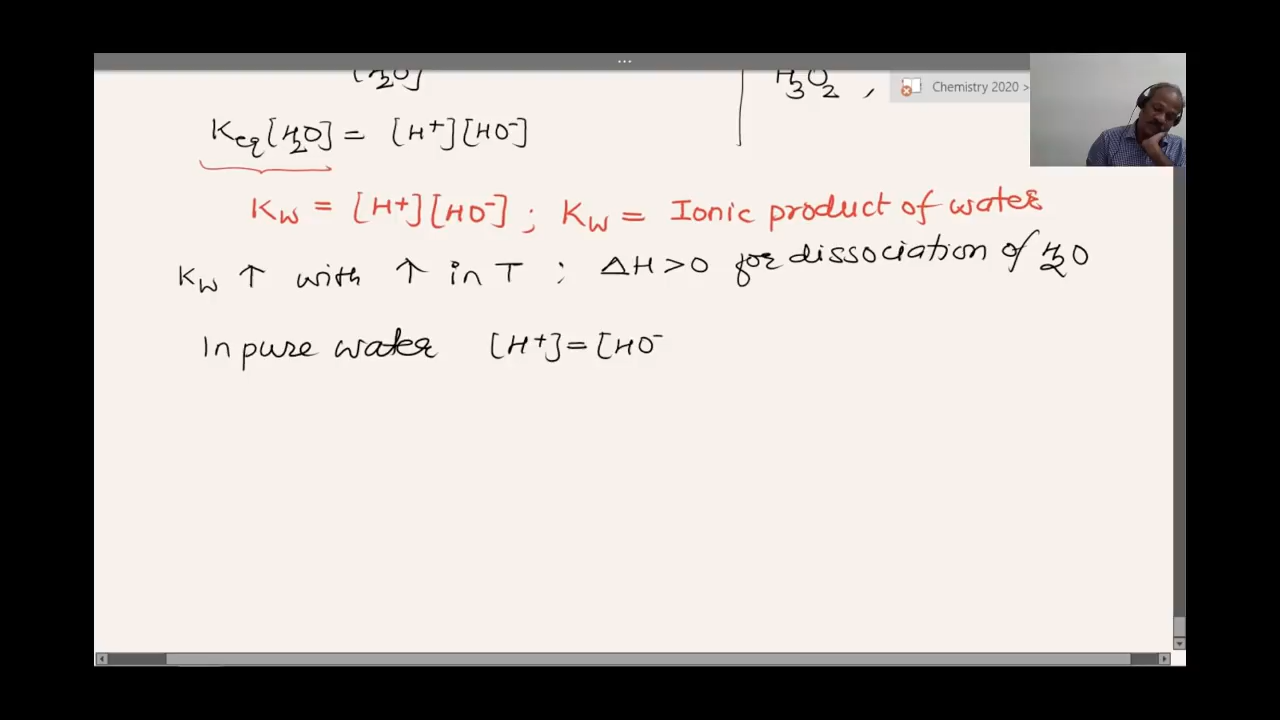 [H₂O]
H₃O₂⁻,
Chemistry 2020 >
Keq[H₂O] = [H⁺][HO⁻]
Kw = [H⁺][HO⁻] ; Kw = Ionic product of water
Kw ↑ with ↑ in T ; ΔH > 0 for dissociation of H₂O
In pure water [H⁺] = [HO⁻